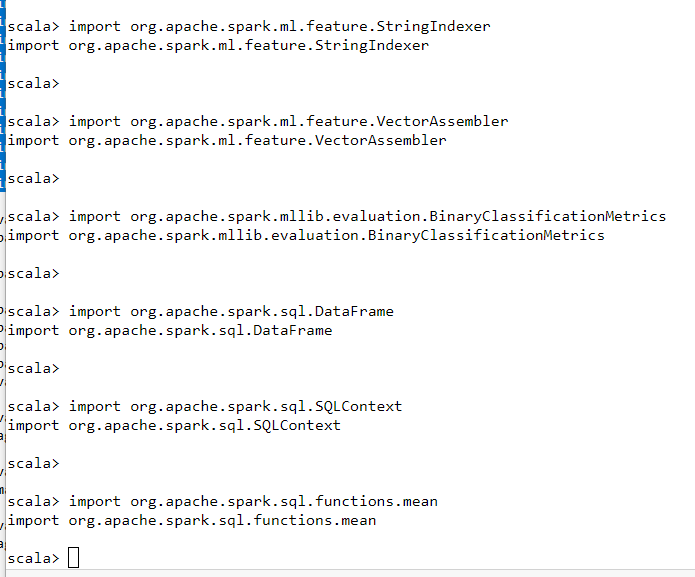 scala> import org.apache.spark.ml.feature.StringIndexer
import org.apache.spark.ml.feature.StringIndexer
scala>
scala> import org.apache.spark.ml.feature.VectorAssembler
import org.apache.spark.ml.feature.VectorAssembler
scala>
scala> import org.apache.spark.mllib.evaluation.BinaryClassificationMetrics
import org.apache.spark.mllib.evaluation.BinaryClassificationMetrics
scala>
scala> import org.apache.spark.sql.DataFrame
import org.apache.spark.sql.DataFrame
scala>
scala> import org.apache.spark.sql.SQLContext
import org.apache.spark.sql.SQLContext
scala>
scala> import org.apache.spark.sql.functions.mean
import org.apache.spark.sql.functions.mean
scala>